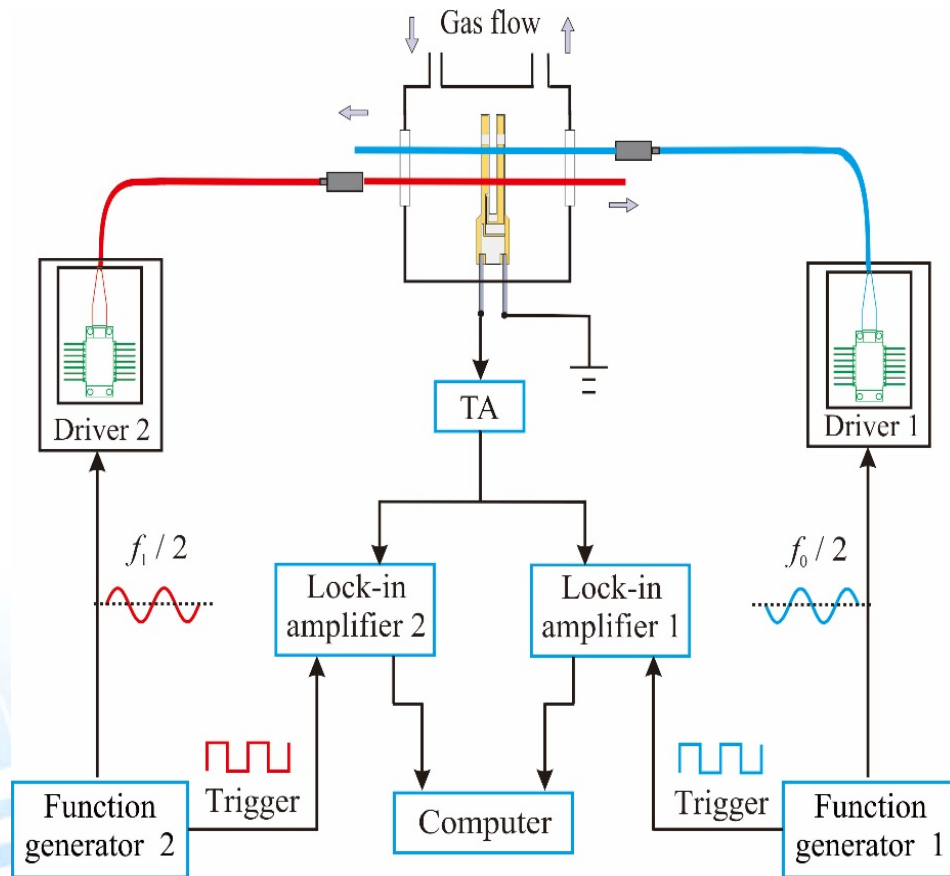 Gas flow
Driver 2
Driver 1
TA
f₁ / 2
f₀ / 2
Lock-in
amplifier 2
Lock-in
amplifier 1
Trigger
Trigger
Function
generator 2
Computer
Function
generator 1